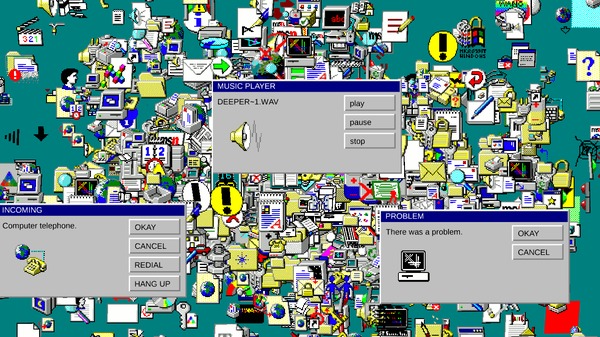 MUSIC PLAYER
DEEPER~1.WAV
play
pause
stop
INCOMING
Computer telephone.
OKAY
CANCEL
REDIAL
HANG UP
PROBLEM
There was a problem.
OKAY
CANCEL